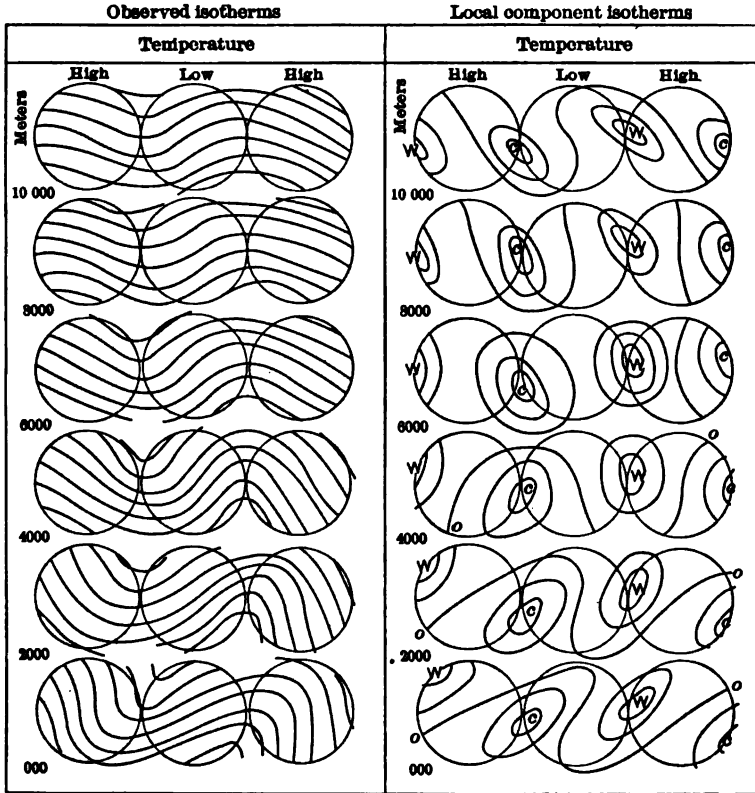 Observed isotherms Local component isotherms
Temperature Temperature
High Low High High Low High
Meters Meters
W C W C
10 000 10 000
W C W C
8000 8000
W C W C
6000 6000
W C W C O O
4000 4000
W C W C O O
2000 2000
W C W C O O
000 000